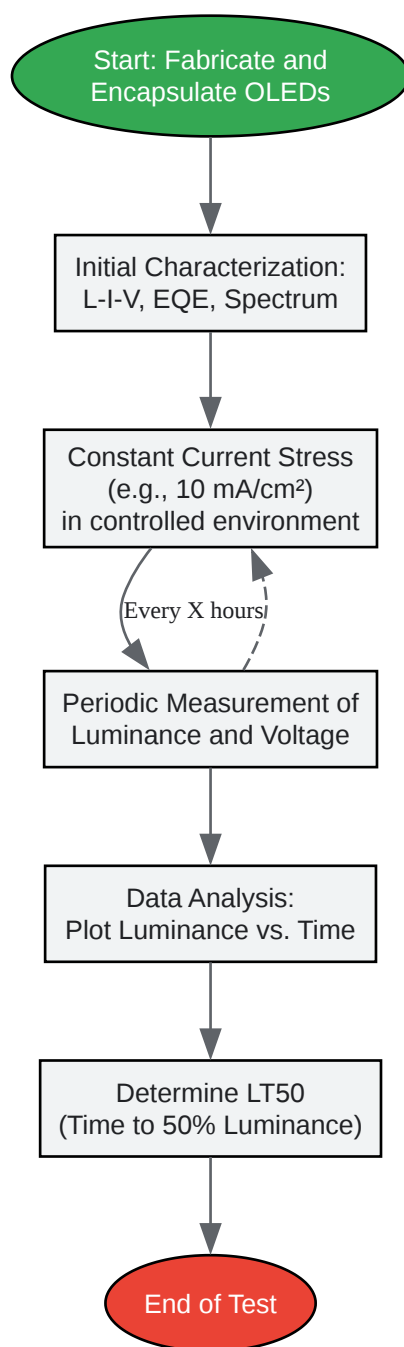 Start: Fabricate and
Encapsulate OLEDs
Initial Characterization:
L-I-V, EQE, Spectrum
Constant Current Stress
(e.g., 10 mA/cm²)
in controlled environment
Every X hours
Periodic Measurement of
Luminance and Voltage
Data Analysis:
Plot Luminance vs. Time
Determine LT50
(Time to 50% Luminance)
End of Test